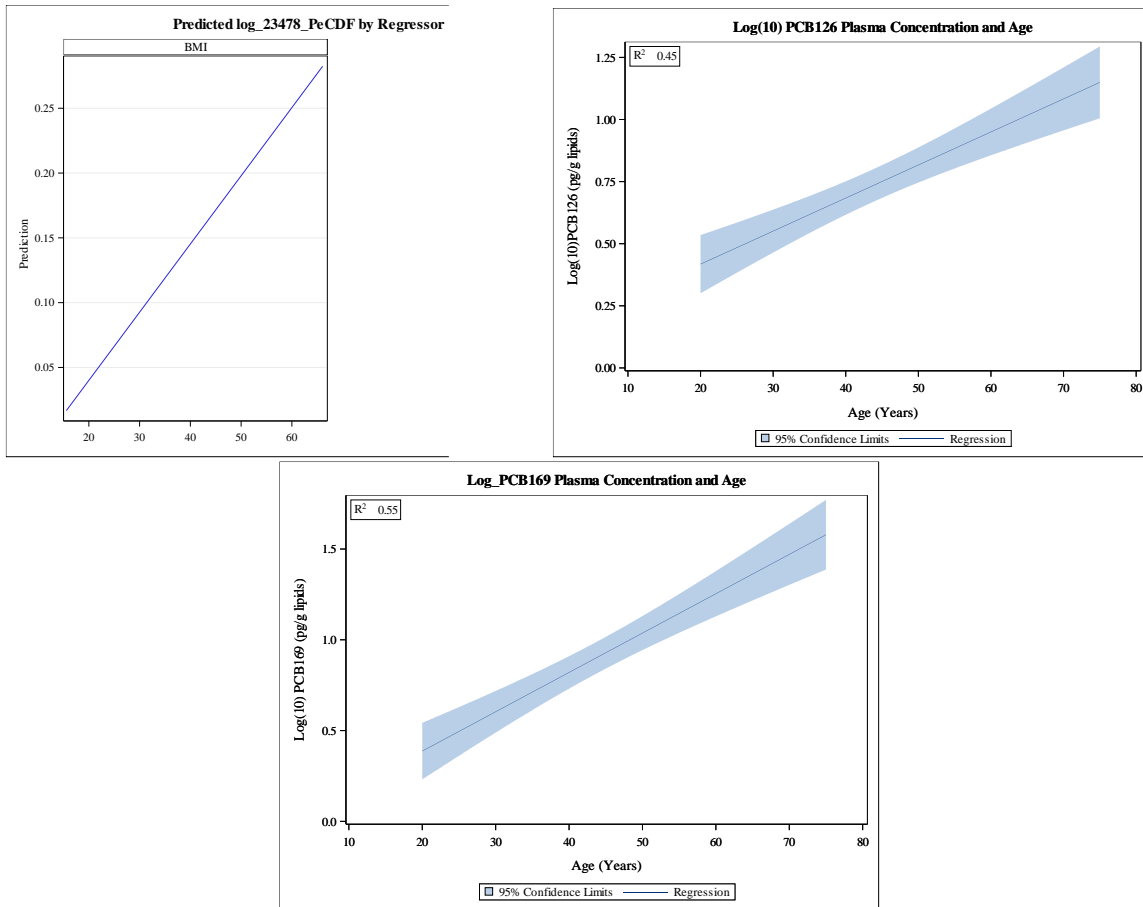 Predicted log_23478_PeCDF by Regressor
BMI
0.25
0.20
0.15
0.10
0.05
Prediction
20 30 40 50 60
Log(10) PCB126 Plasma Concentration and Age
R² 0.45
1.25
1.00
0.75
0.50
0.25
0.00
Log(10)PCB126 (pg/g lipids)
10 20 30 40 50 60 70 80
Age (Years)
95% Confidence Limits Regression
Log_PCB169 Plasma Concentration and Age
R² 0.55
1.5
1.0
0.5
0.0
Log(10) PCB169 (pg/g lipids)
10 20 30 40 50 60 70 80
Age (Years)
95% Confidence Limits Regression